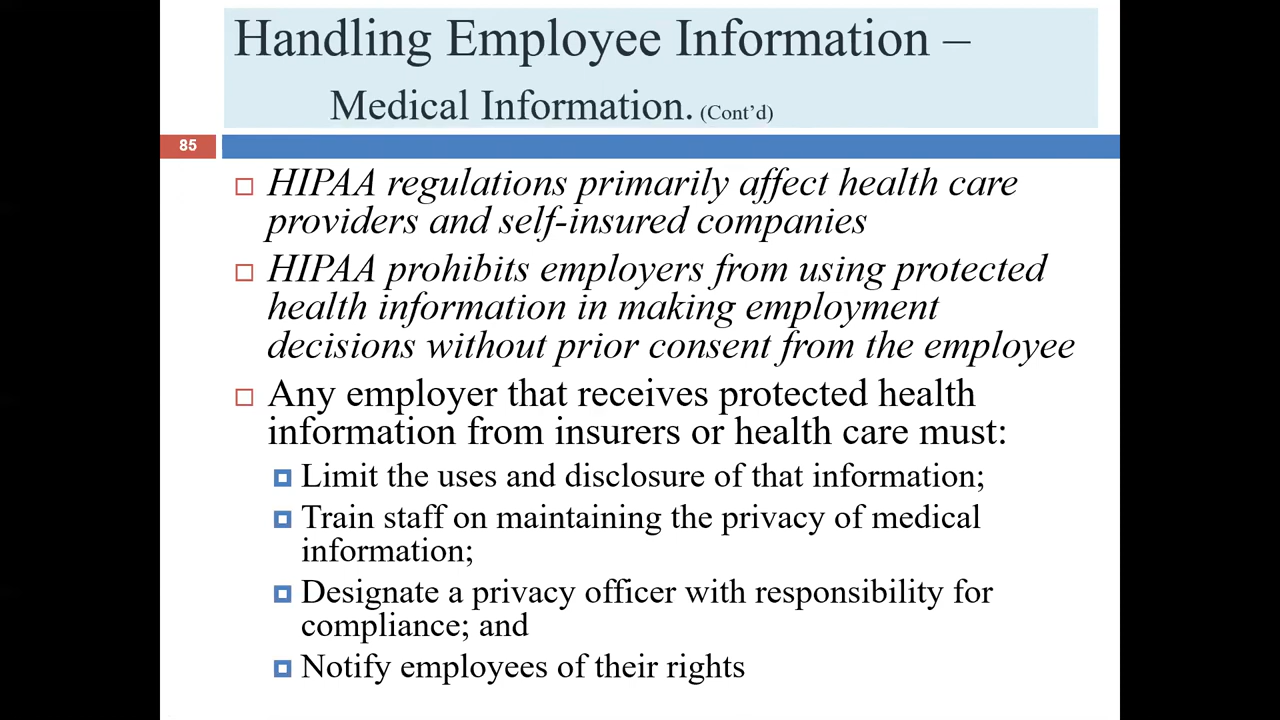 Handling Employee Information –
Medical Information. (Cont’d)
85
HIPAA regulations primarily affect health care
providers and self-insured companies
HIPAA prohibits employers from using protected
health information in making employment
decisions without prior consent from the employee
Any employer that receives protected health
information from insurers or health care must:
Limit the uses and disclosure of that information;
Train staff on maintaining the privacy of medical
information;
Designate a privacy officer with responsibility for
compliance; and
Notify employees of their rights